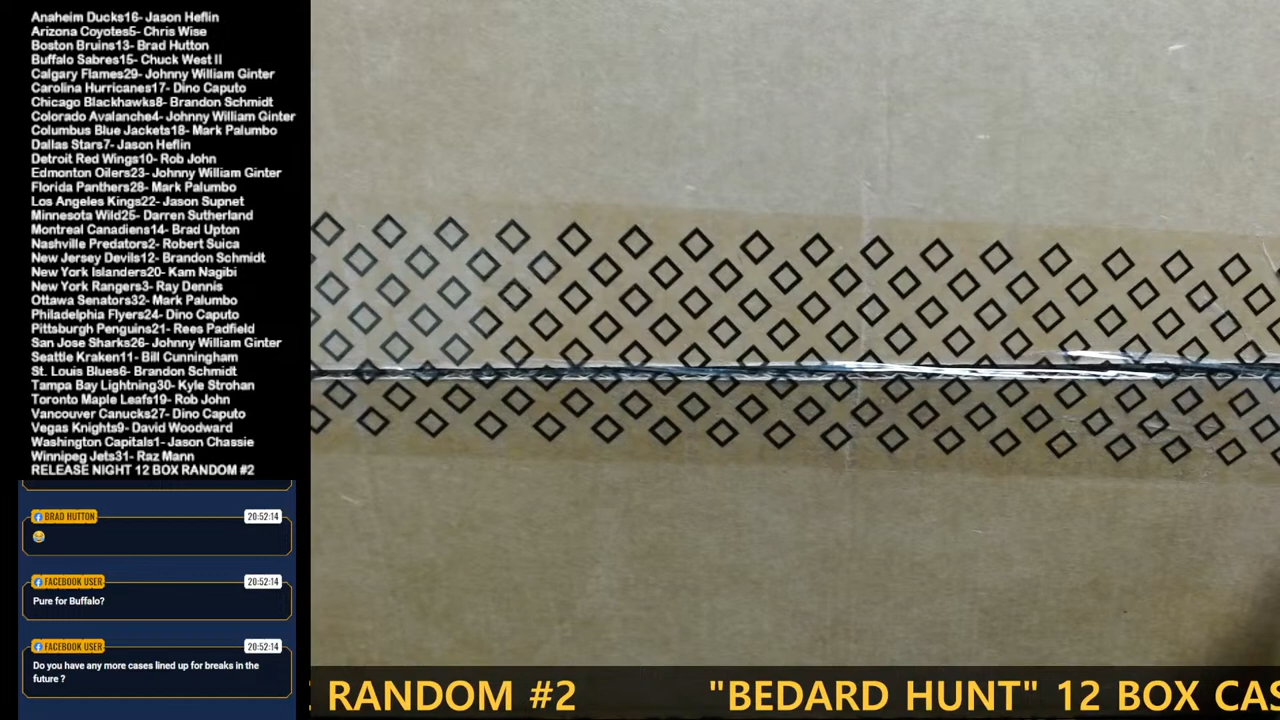 Anaheim Ducks16- Jason Heflin
Arizona Coyotes5- Chris Wise
Boston Bruins13- Brad Hutton
Buffalo Sabres15- Chuck West II
Calgary Flames29- Johnny William Ginter
Carolina Hurricanes17- Dino Caputo
Chicago Blackhawks8- Brandon Schmidt
Colorado Avalanche4- Johnny William Ginter
Columbus Blue Jackets18- Mark Palumbo
Dallas Stars7- Jason Heflin
Detroit Red Wings10- Rob John
Edmonton Oilers23- Johnny William Ginter
Florida Panthers28- Mark Palumbo
Los Angeles Kings22- Jason Supnet
Minnesota Wild25- Darren Sutherland
Montreal Canadiens14- Brad Upton
Nashville Predators2- Robert Suica
New Jersey Devils12- Brandon Schmidt
New York Islanders20- Kam Nagibi
New York Rangers3- Ray Dennis
Ottawa Senators32- Mark Palumbo
Philadelphia Flyers24- Dino Caputo
Pittsburgh Penguins21- Rees Padfield
San Jose Sharks26- Johnny William Ginter
Seattle Kraken11- Bill Cunningham
St. Louis Blues6- Brandon Schmidt
Tampa Bay Lightning30- Kyle Strohan
Toronto Maple Leafs19- Rob John
Vancouver Canucks27- Dino Caputo
Vegas Knights9- David Woodward
Washington Capitals1- Jason Chassie
Winnipeg Jets31- Raz Mann
RELEASE NIGHT 12 BOX RANDOM #2
BRAD HUTTON 20:52:14
FACEBOOK USER 20:52:14
Pure for Buffalo?
FACEBOOK USER 20:52:14
Do you have any more cases lined up for breaks in the
future ?
RANDOM #2 "BEDARD HUNT" 12 BOX CAS